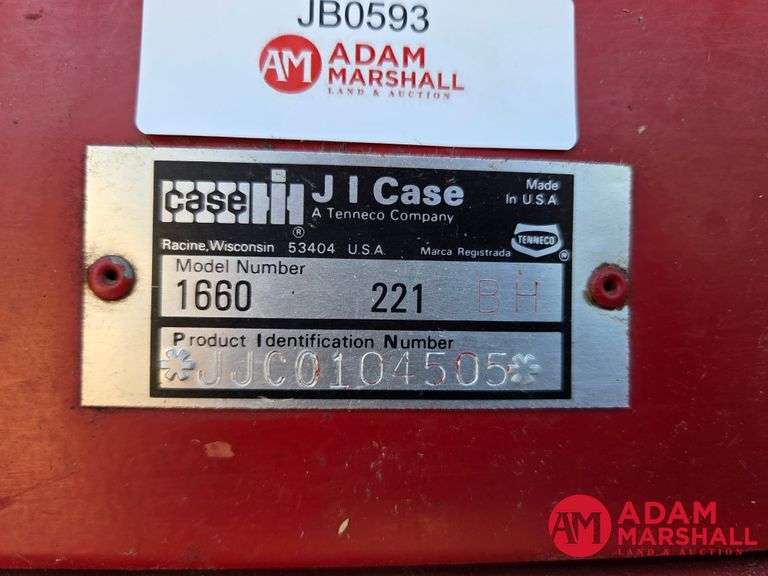 JB0593
AM ADAM
MARSHALL
LAND & AUCTION
case IH ® J I Case
A Tenneco Company
Made
In U S A
TENNECO ®
Racine, Wisconsin 53404 U.S.A. Marca Registrada
Model Number
1660 221 BH
Product Identification Number
*JJC0104505*
AM ADAM
MARSHALL
LAND & AUCTION